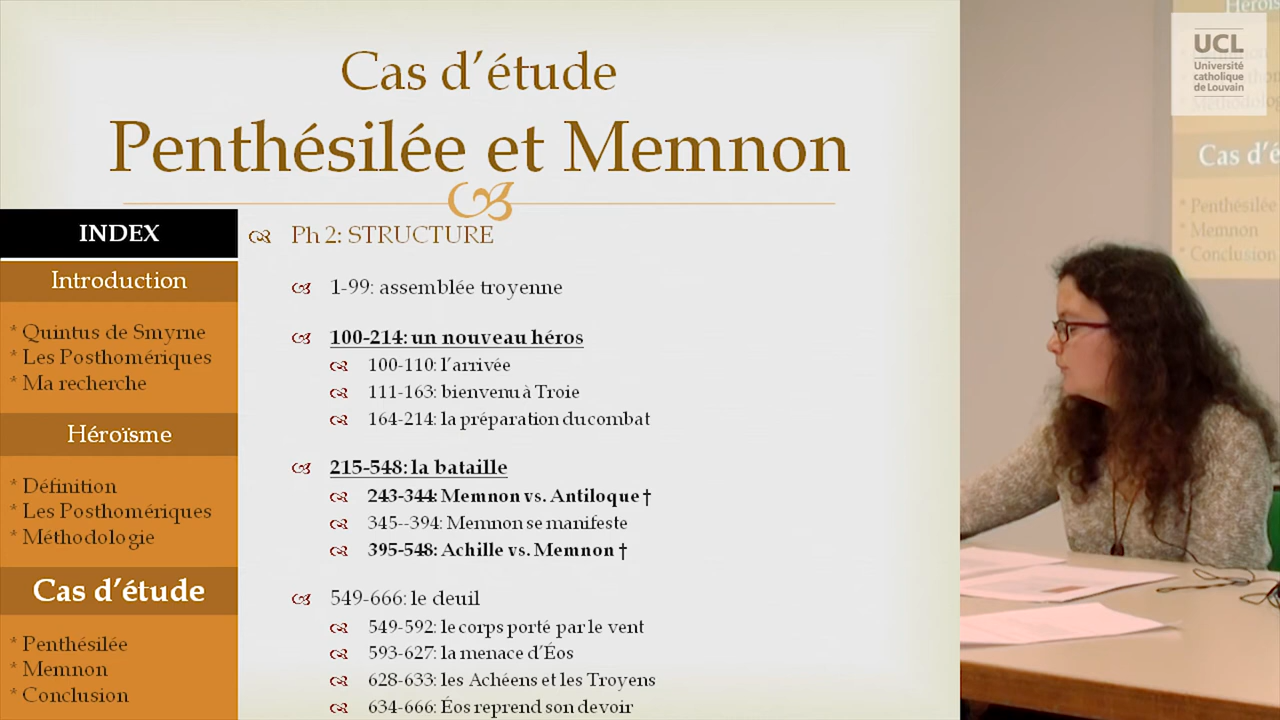 Cas d'étude
Penthésilée et Memnon
INDEX
Introduction
* Quintus de Smyrne
* Les Posthomériques
* Ma recherche
Héroïsme
* Définition
* Les Posthomériques
* Méthodologie
Cas d'étude
* Penthésilée
* Memnon
* Conclusion
Ph 2: STRUCTURE
1-99: assemblée troyenne
100-214: un nouveau héros
100-110: l'arrivée
111-163: bienvenu à Troie
164-214: la préparation du combat
215-548: la bataille
243-344: Memnon vs. Antiloque †
345--394: Memnon se manifeste
395-548: Achille vs. Memnon †
549-666: le deuil
549-592: le corps porté par le vent
593-627: la menace d'Éos
628-633: les Achéens et les Troyens
634-666: Éos reprend son devoir
UCL
Université
catholique
de Louvain
Cas d'é
* Penthésilée
* Memnon
* Conclusion